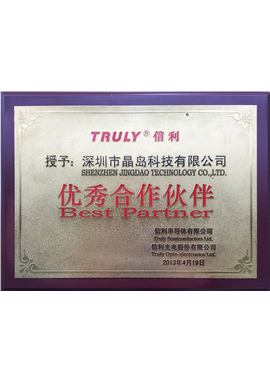 TRULY® 信利
授予：深圳市晶岛科技有限公司
SHENZHEN JINGDAO TECHNOLOGY CO.,LTD.
优秀合作伙伴
Best Partner
信利半导体有限公司
Truly Semiconductors Ltd.
信利光电股份有限公司
Truly Opto-electronics Ltd.
2013年4月19日